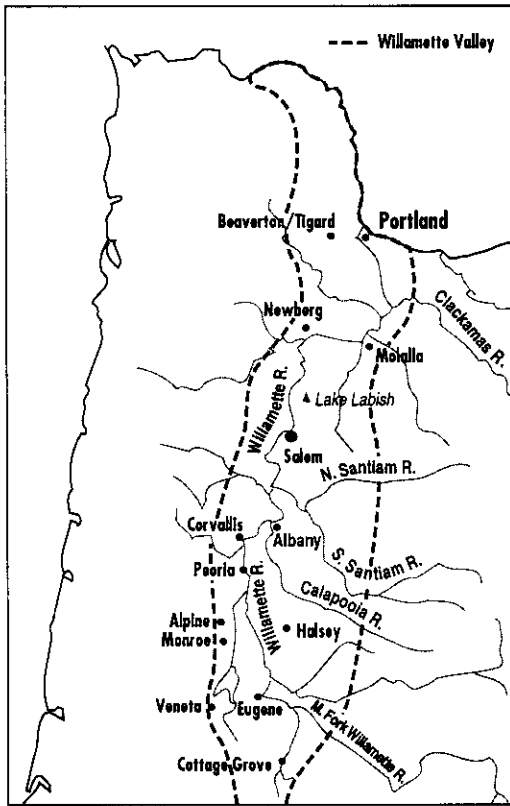 Willamette Valley
Beaverton/Tigard
Portland
Clackamas R.
Newberg
Molalla
Willamette R.
Lake Labish
Salem
N. Santiam R.
Corvallis
Albany
S. Santiam R.
Peoria
Willamette R.
Calapooia R.
Alpine
Halsey
Monroe
Veneta
Eugene
M. Fork Willamette R.
Cottage Grove